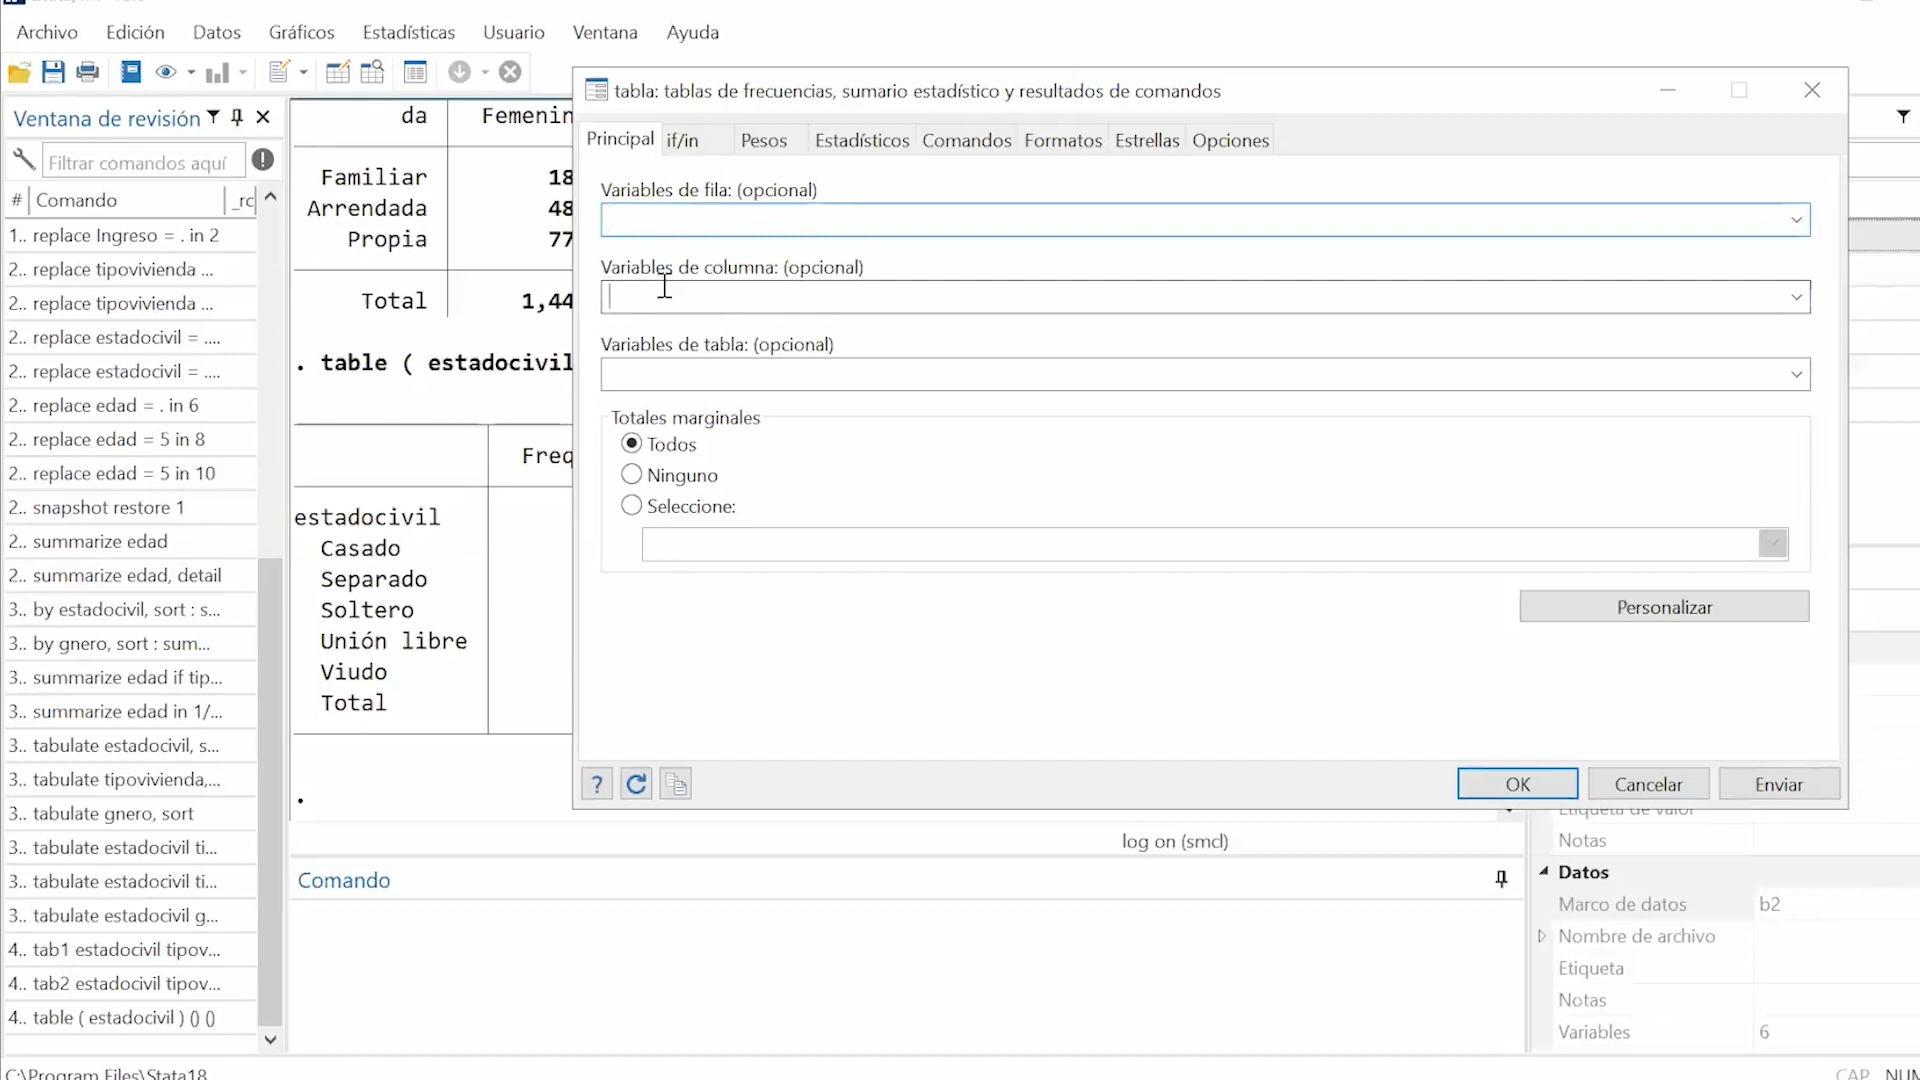 Archivo Edición Datos Gráficos Estadísticas Usuario Ventana Ayuda
tabla: tablas de frecuencias, sumario estadístico y resultados de comandos
Ventana de revisión
Filtrar comandos aquí
# Comando _rc
1.. replace Ingreso = . in 2
2.. replace tipovivienda ...
2.. replace tipovivienda ...
2.. replace estadocivil = ....
2.. replace estadocivil = ....
2.. replace edad = . in 6
2.. replace edad = 5 in 8
2.. replace edad = 5 in 10
2.. snapshot restore 1
2.. summarize edad
2.. summarize edad, detail
3.. by estadocivil, sort : s...
3.. by gnero, sort : sum...
3.. summarize edad if tip...
3.. summarize edad in 1/...
3.. tabulate estadocivil, s...
3.. tabulate tipovivienda,...
3.. tabulate gnero, sort
3.. tabulate estadocivil ti...
3.. tabulate estadocivil ti...
3.. tabulate estadocivil g...
4.. tab1 estadocivil tipov...
4.. tab2 estadocivil tipov...
4.. table ( estadocivil ) () ()
da Femenin
Familiar 18
Arrendada 48
Propia 77
Total 1,44
. table ( estadocivil
Freq
estadocivil
Casado
Separado
Soltero
Unión libre
Viudo
Total
.
Principal if/in Pesos Estadísticos Comandos Formatos Estrellas Opciones
Variables de fila: (opcional)
Variables de columna: (opcional)
Variables de tabla: (opcional)
Totales marginales
Todos
Ninguno
Seleccione:
Personalizar
? OK Cancelar Enviar
log on (smcl)
Comando
Etiqueta de valor
Notas
Datos
Marco de datos b2
Nombre de archivo
Etiqueta
Notas
Variables 6
C:\Program Files\Stata18
CAP NUM